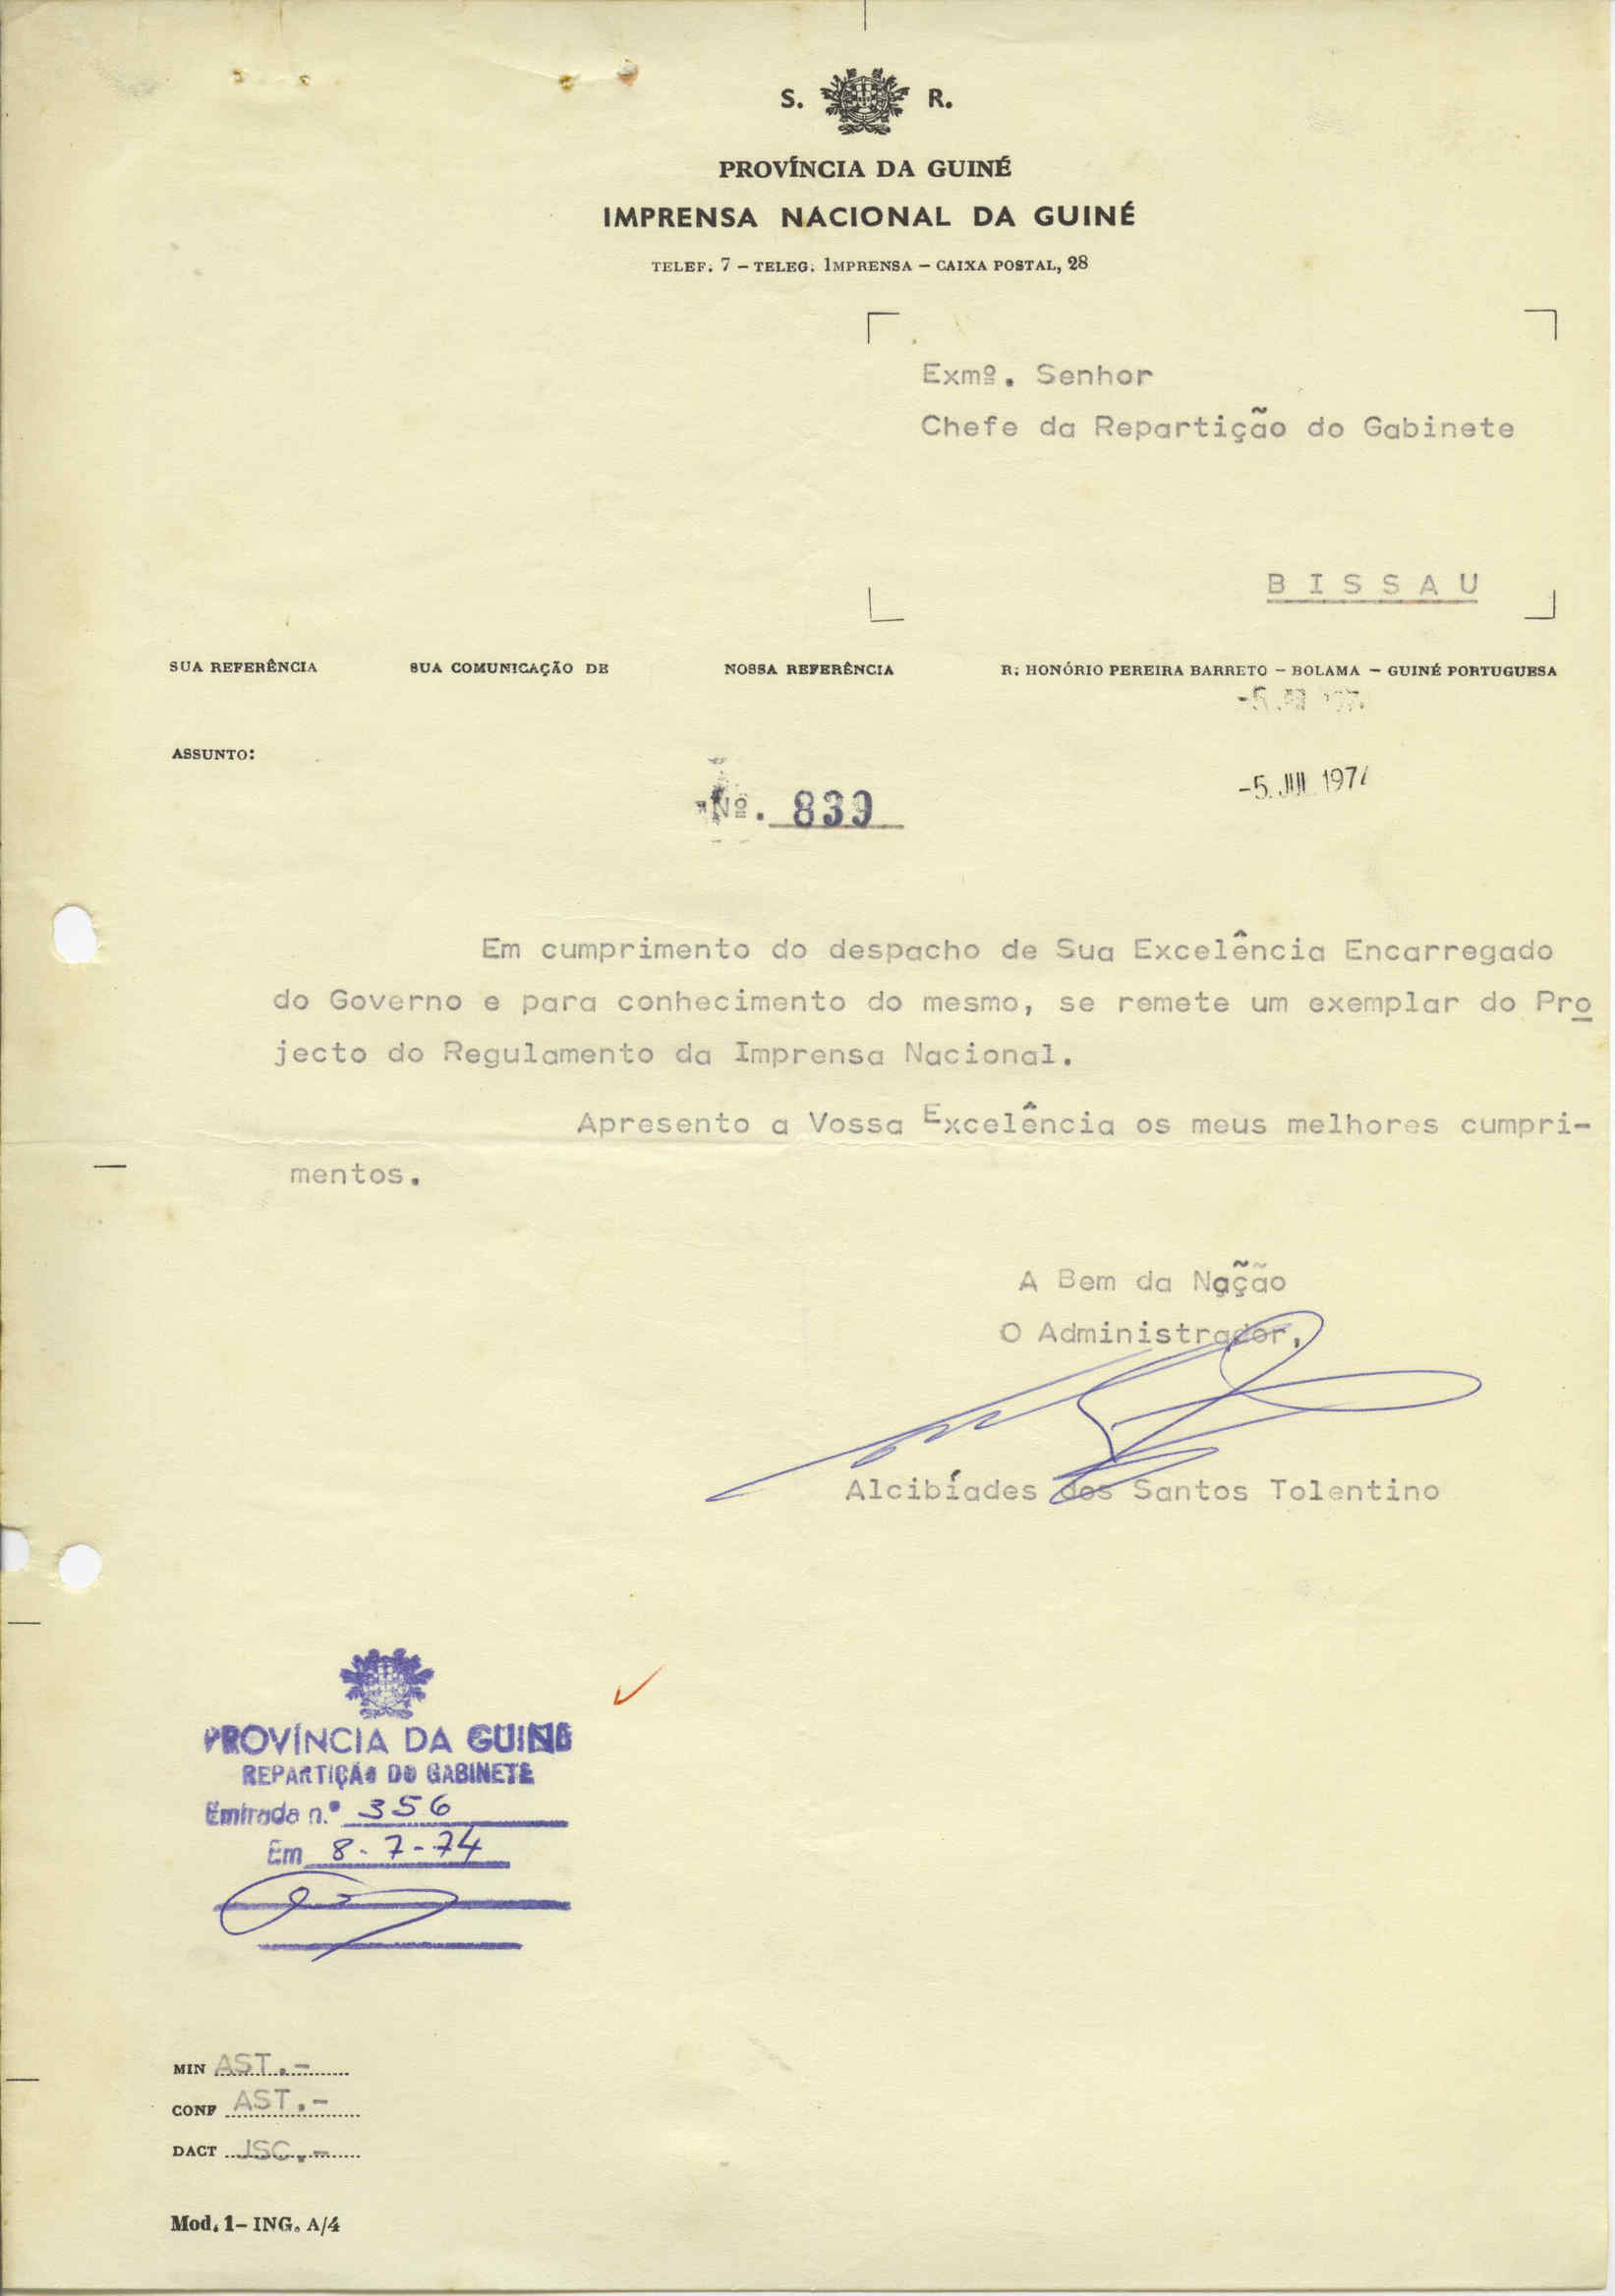 S. R.
PROVÍNCIA DA GUINÉ
IMPRENSA NACIONAL DA GUINÉ
TELEF. 7 – TELEG. IMPRENSA – CAIXA POSTAL, 28
Exmº. Senhor
Chefe da Repartição do Gabinete
B I S S A U
SUA REFERÊNCIA SUA COMUNICAÇÃO DE NOSSA REFERÊNCIA R. HONÓRIO PEREIRA BARRETO – BOLAMA – GUINÉ PORTUGUESA
ASSUNTO:
-5. JUL 1974
Nº. 839
Em cumprimento do despacho de Sua Excelência Encarregado
do Governo e para conhecimento do mesmo, se remete um exemplar do Pro
jecto do Regulamento da Imprensa Nacional.
Apresento a Vossa Excelência os meus melhores cumpri-
mentos.
A Bem da Nação
O Administrador,
Alcibíades dos Santos Tolentino
PROVÍNCIA DA GUINÉ
REPARTIÇÃO DO GABINETE
Entrada n.º 356
Em 8-7-74
MIN AST.-
CONF AST.-
DACT JSC.-
Mod. 1– ING. A/4